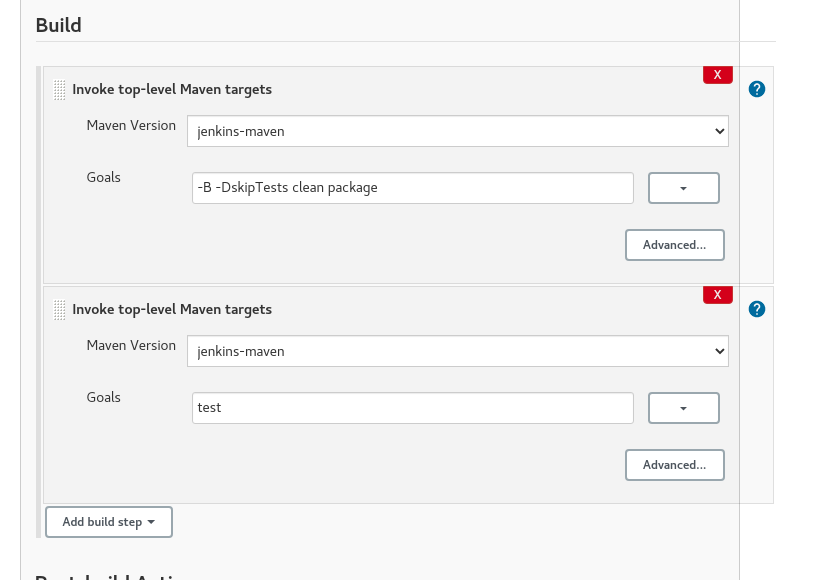 Build
X
Invoke top-level Maven targets
?
Maven Version
jenkins-maven
Goals
-B -DskipTests clean package
Advanced...
X
Invoke top-level Maven targets
?
Maven Version
jenkins-maven
Goals
test
Advanced...
Add build step